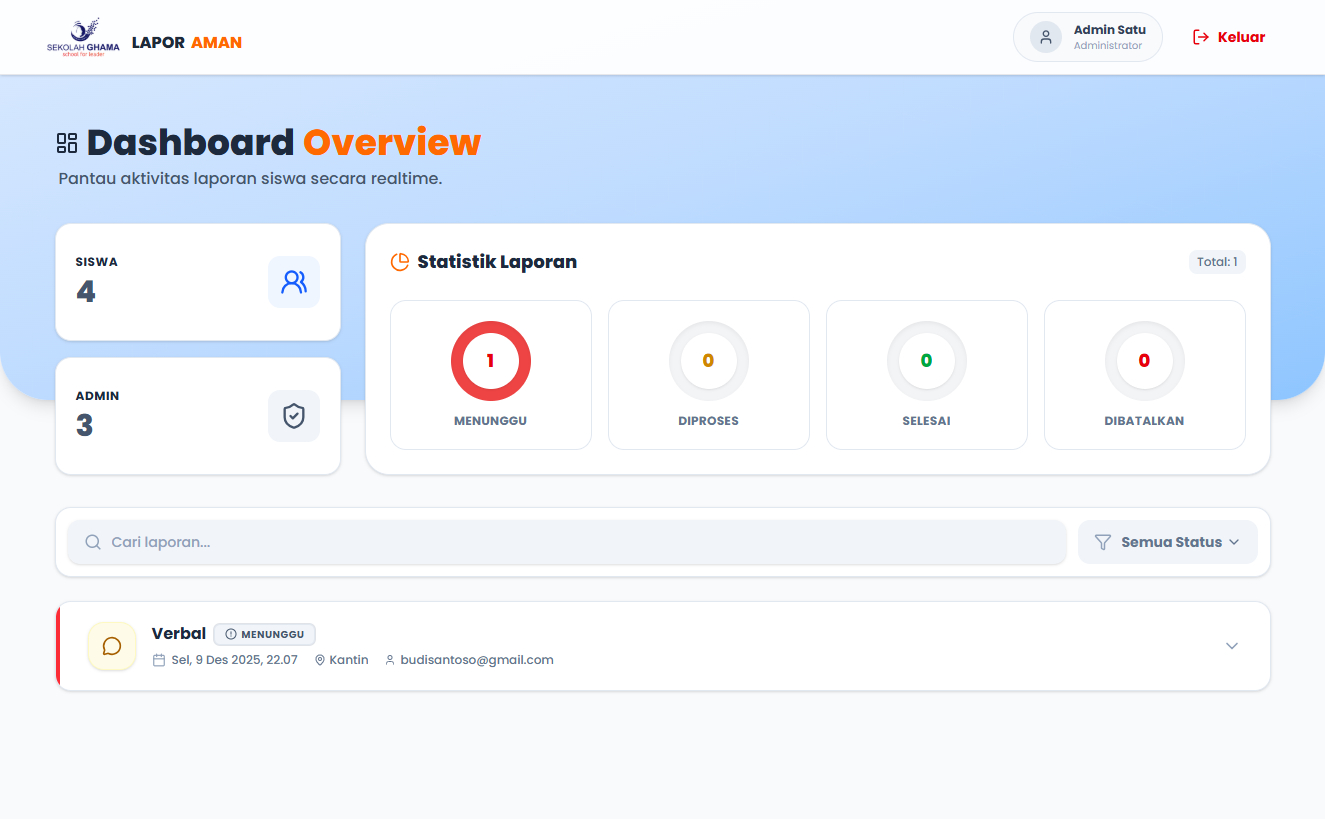 SEKOLAH GHAMA
school for leader
LAPOR AMAN
Admin Satu
Administrator
Keluar
Dashboard Overview
Pantau aktivitas laporan siswa secara realtime.
SISWA
4
ADMIN
3
Statistik Laporan
Total: 1
1
MENUNGGU
0
DIPROSES
0
SELESAI
0
DIBATALKAN
Cari laporan...
Semua Status
Verbal MENUNGGU
Sel, 9 Des 2025, 22.07 Kantin budisantoso@gmail.com